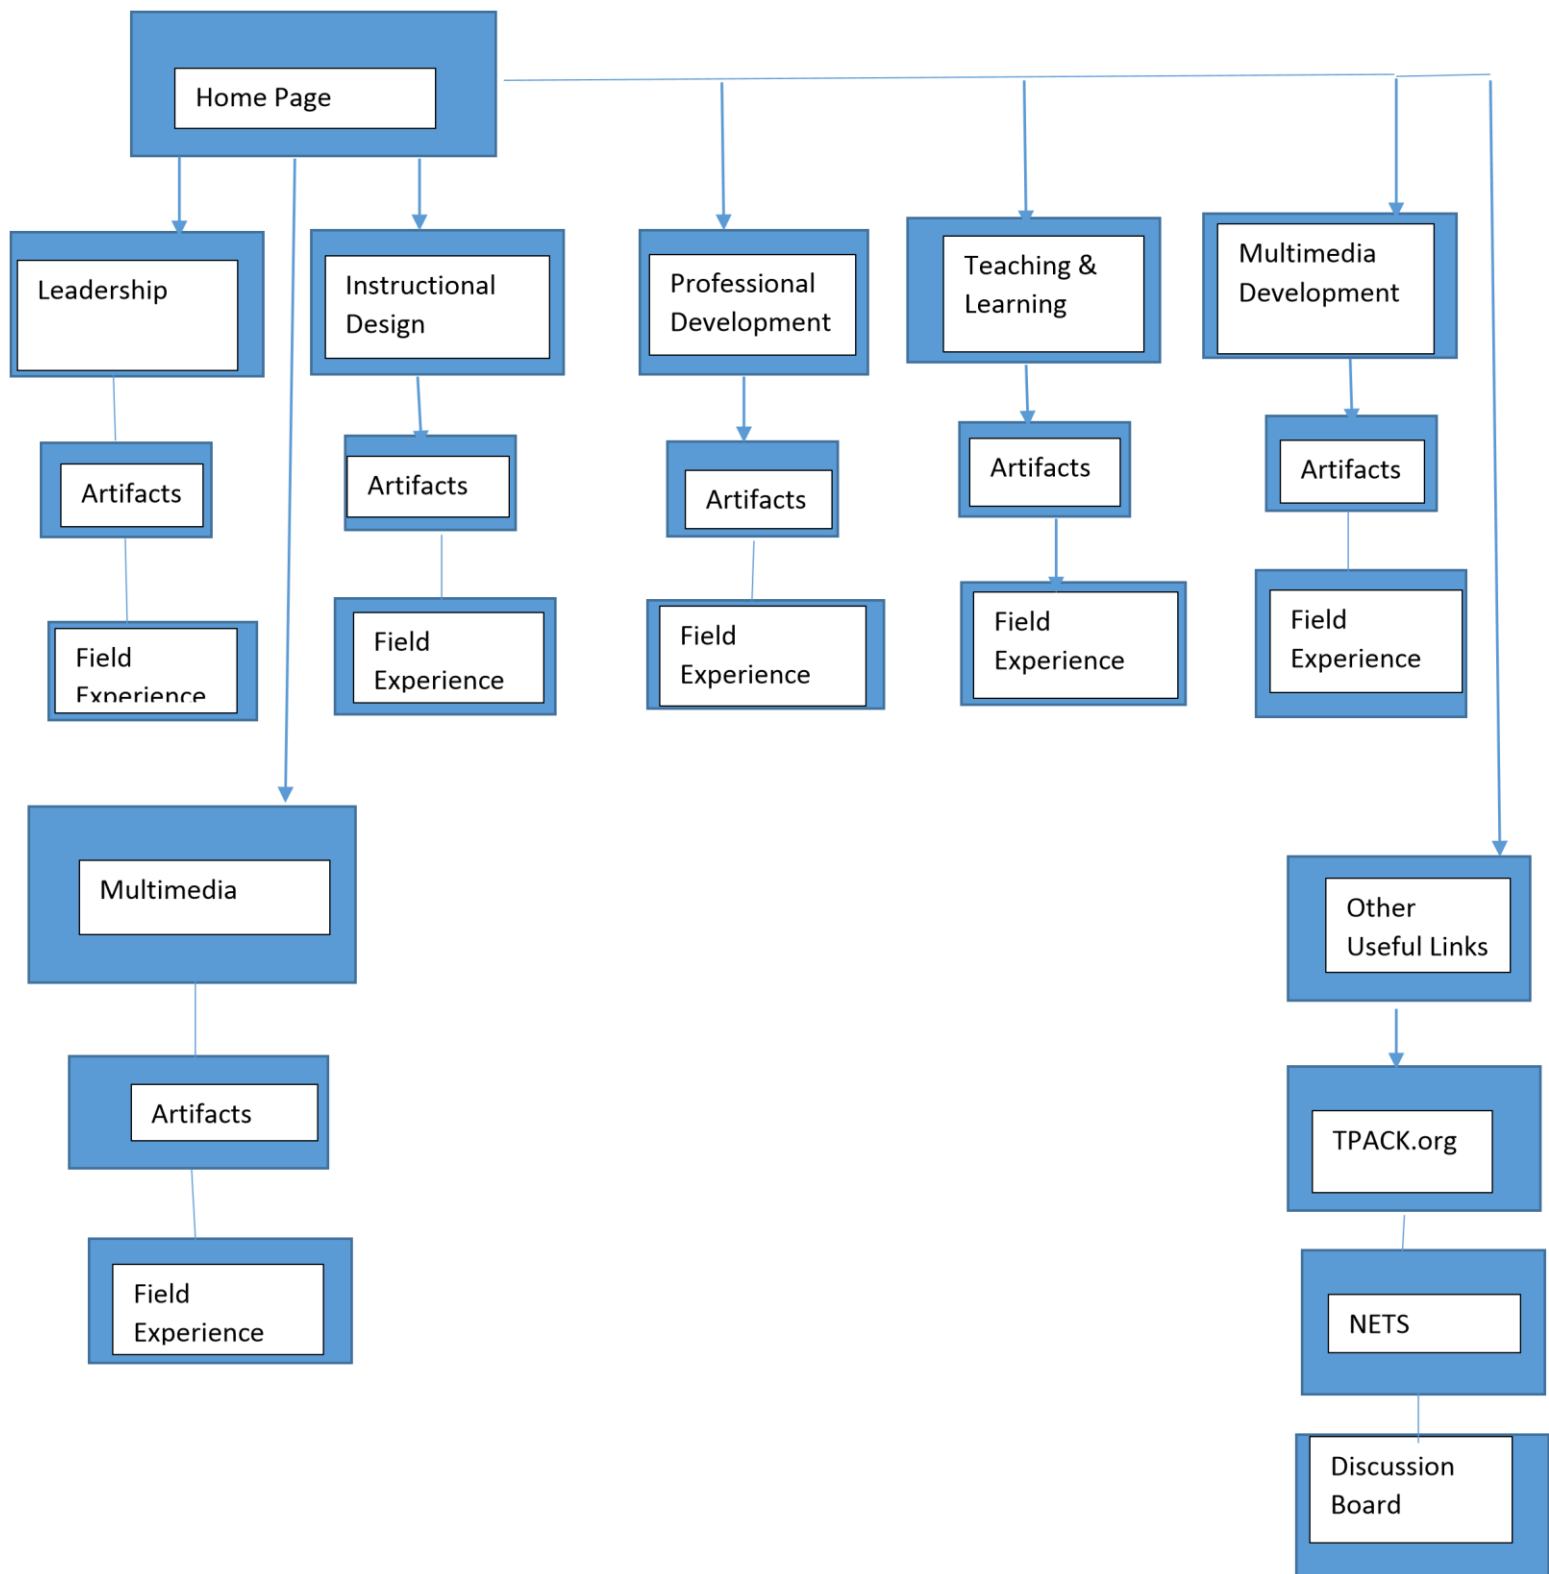 Home Page
Leadership
Instructional
Design
Professional
Development
Teaching &
Learning
Multimedia
Development
Artifacts
Artifacts
Artifacts
Artifacts
Artifacts
Field
Experience
Field
Experience
Field
Experience
Field
Experience
Field
Experience
Multimedia
Other
Useful Links
Artifacts
TPACK.org
Field
Experience
NETS
Discussion
Board